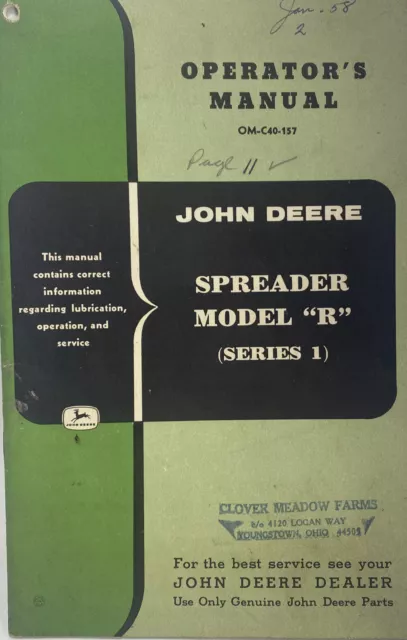 Jan. 58
2
OPERATOR'S
MANUAL
OM-C40-157
Page 11 ✓
JOHN DEERE
This manual
contains correct
information
regarding lubrication,
operation, and
service
SPREADER
MODEL "R"
(SERIES 1)
JOHN DEERE
CLOVER MEADOW FARMS
c/o 4120 LOGAN WAY
YOUNGSTOWN, OHIO 44505
For the best service see your
JOHN DEERE DEALER
Use Only Genuine John Deere Parts